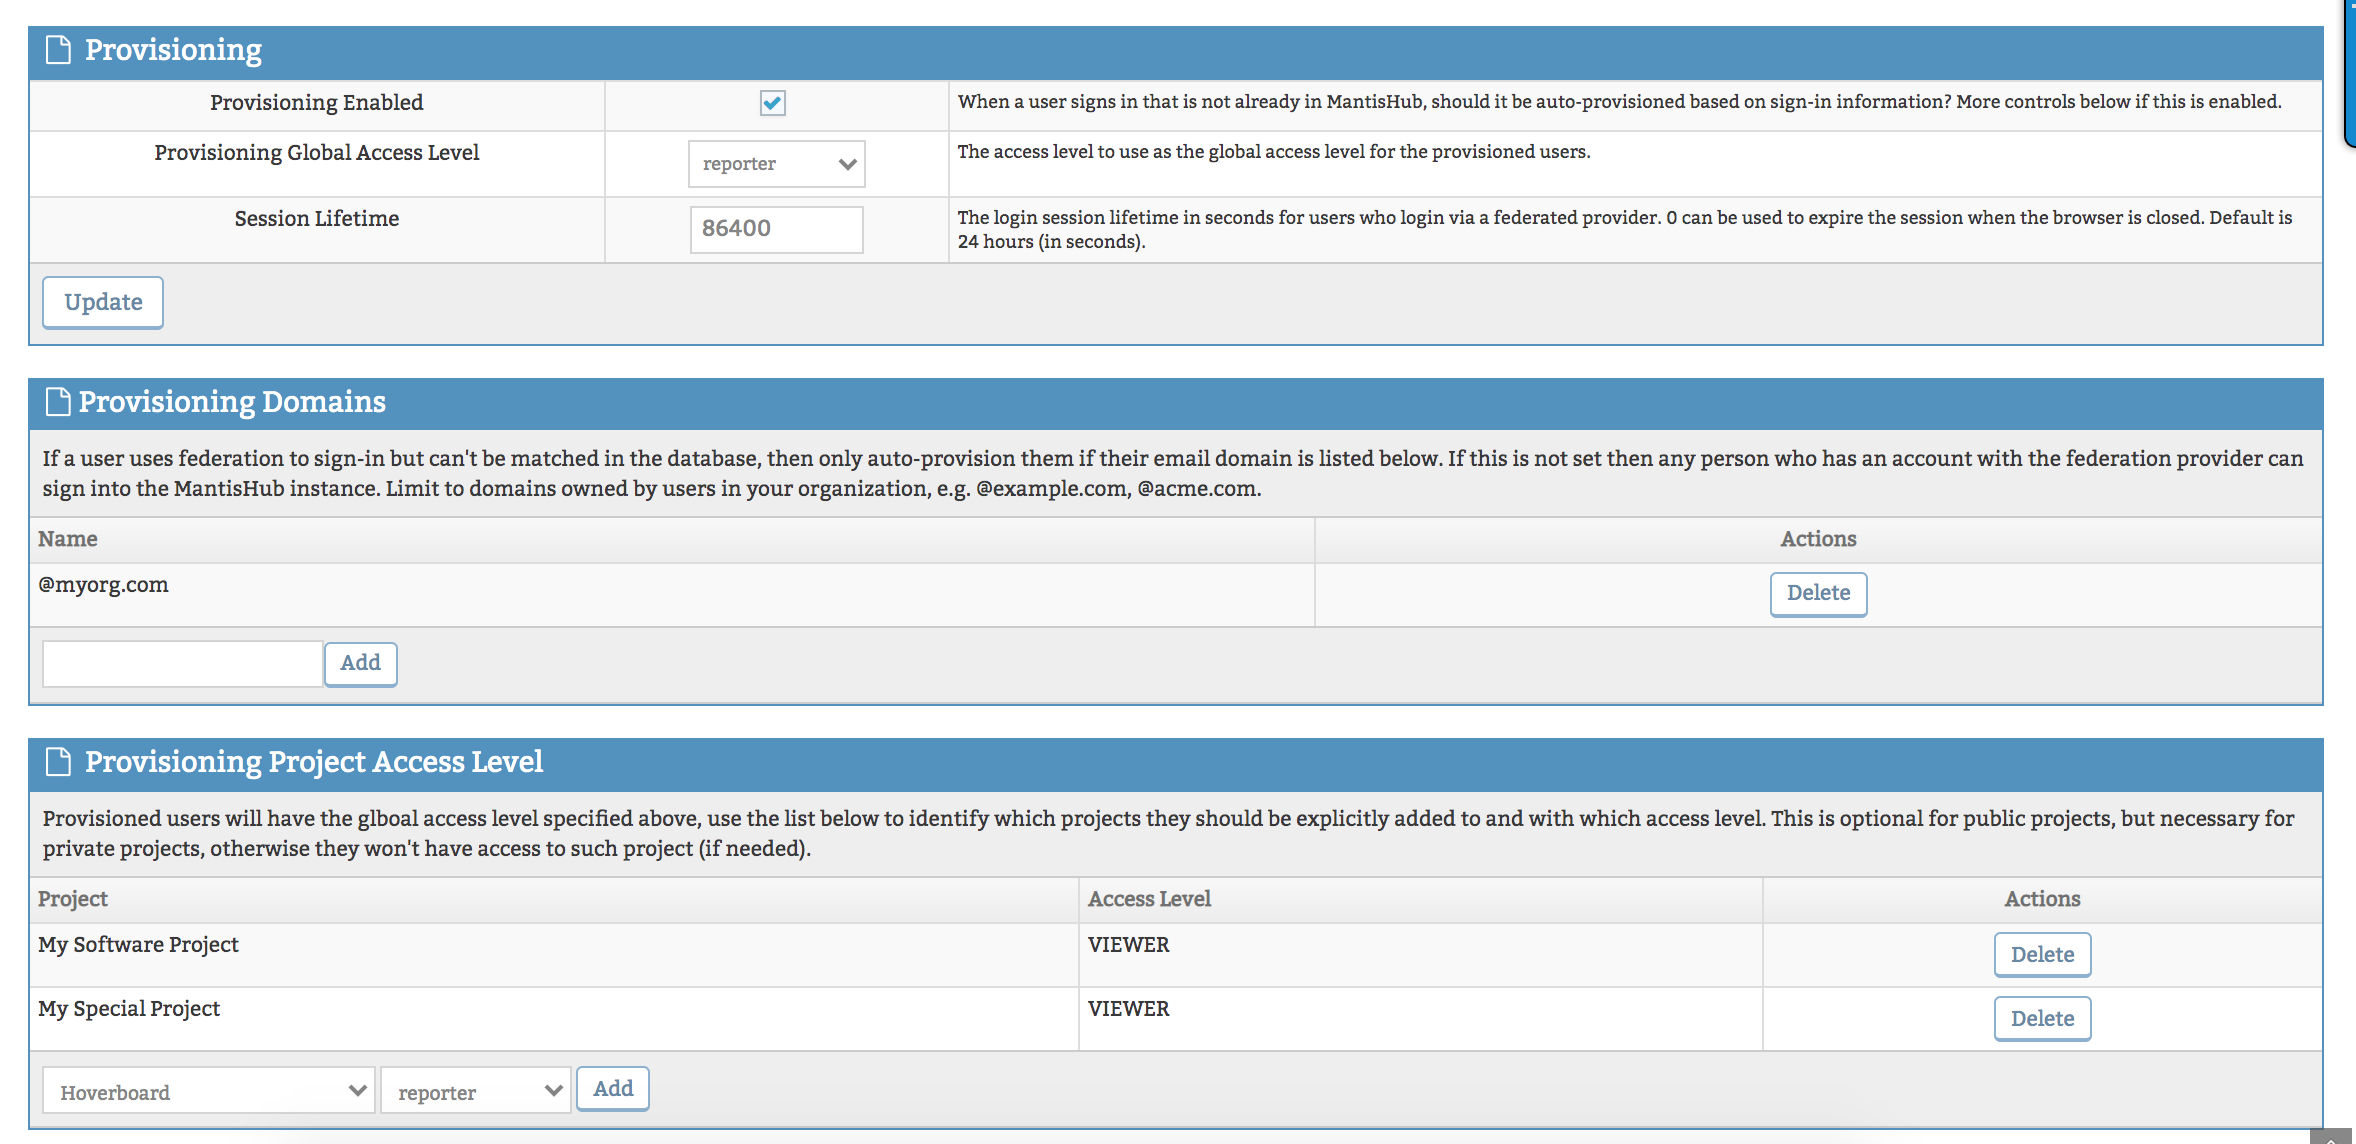 Provisioning
Provisioning Enabled
When a user signs in that is not already in MantisHub, should it be auto-provisioned based on sign-in information? More controls below if this is enabled.
Provisioning Global Access Level
reporter
The access level to use as the global access level for the provisioned users.
Session Lifetime
86400
The login session lifetime in seconds for users who login via a federated provider. 0 can be used to expire the session when the browser is closed. Default is
24 hours (in seconds).
Update
Provisioning Domains
If a user uses federation to sign-in but can't be matched in the database, then only auto-provision them if their email domain is listed below. If this is not set then any person who has an account with the federation provider can
sign into the MantisHub instance. Limit to domains owned by users in your organization, e.g. @example.com, @acme.com.
Name
Actions
@myorg.com
Delete
Add
Provisioning Project Access Level
Provisioned users will have the glboal access level specified above, use the list below to identify which projects they should be explicitly added to and with which access level. This is optional for public projects, but necessary for
private projects, otherwise they won't have access to such project (if needed).
Project
Access Level
Actions
My Software Project
VIEWER
Delete
My Special Project
VIEWER
Delete
Hoverboard
reporter
Add